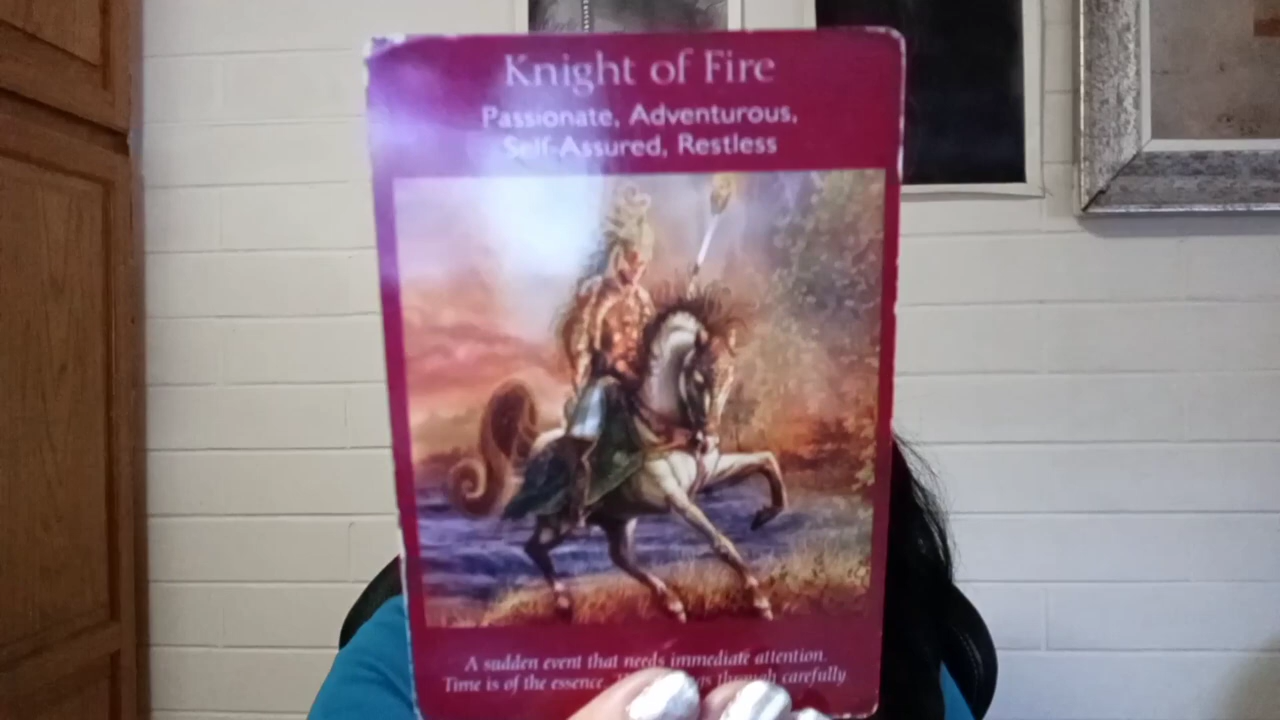 Knight of Fire
Passionate, Adventurous,
Self-Assured, Restless
A sudden event that needs immediate attention.
Time is of the essence. through carefully